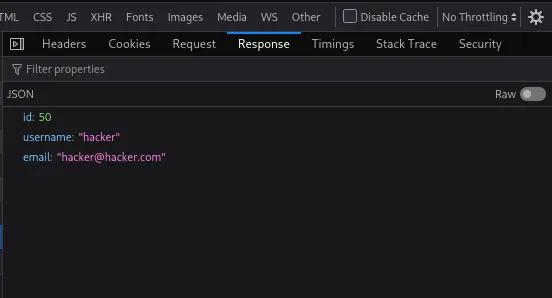 TML CSS JS XHR Fonts Images Media WS Other Disable Cache No Throttling
Headers Cookies Request Response Timings Stack Trace Security
Filter properties
JSON Raw
id: 50
username: "hacker"
email: "hacker@hacker.com"